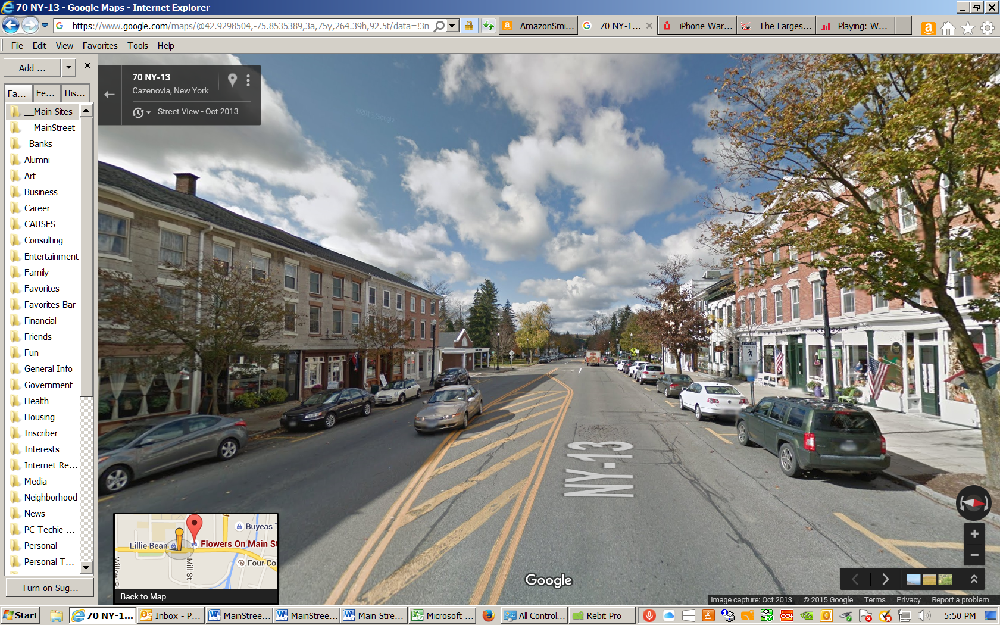 70 NY-13 - Google Maps - Internet Explorer
https://www.google.com/maps/@42.9298504,-75.8535389,3a,75y,264.39h,92.5t/data=!3m
AmazonSmi...
70 NY-1...
iPhone War...
The Larges...
Playing: W...
File Edit View Favorites Tools Help
Add ...
Fa... Fe... His...
__Main Sites
__MainStreet
_Banks
Alumni
Art
Business
Career
CAUSES
Consulting
Entertainment
Family
Favorites
Favorites Bar
Financial
Friends
Fun
General Info
Government
Health
Housing
Inscriber
Interests
Internet Re...
Media
Neighborhood
News
PC-Techie ...
Personal
Personal T...
Turn on Sug...
70 NY-13
Cazenovia, New York
Street View - Oct 2013
©2015 Google
NY-13
Buyeas
Lillie Bean
Flowers On Main St
Four Co
Mill St
Willow Pl
Back to Map
Google
Image capture: Oct 2013 © 2015 Google Terms Privacy Report a problem
Start
70 NY-1...
Inbox - P...
MainStree...
MainStree...
Main Stre...
Microsoft ...
All Control...
Rebit Pro
5:50 PM